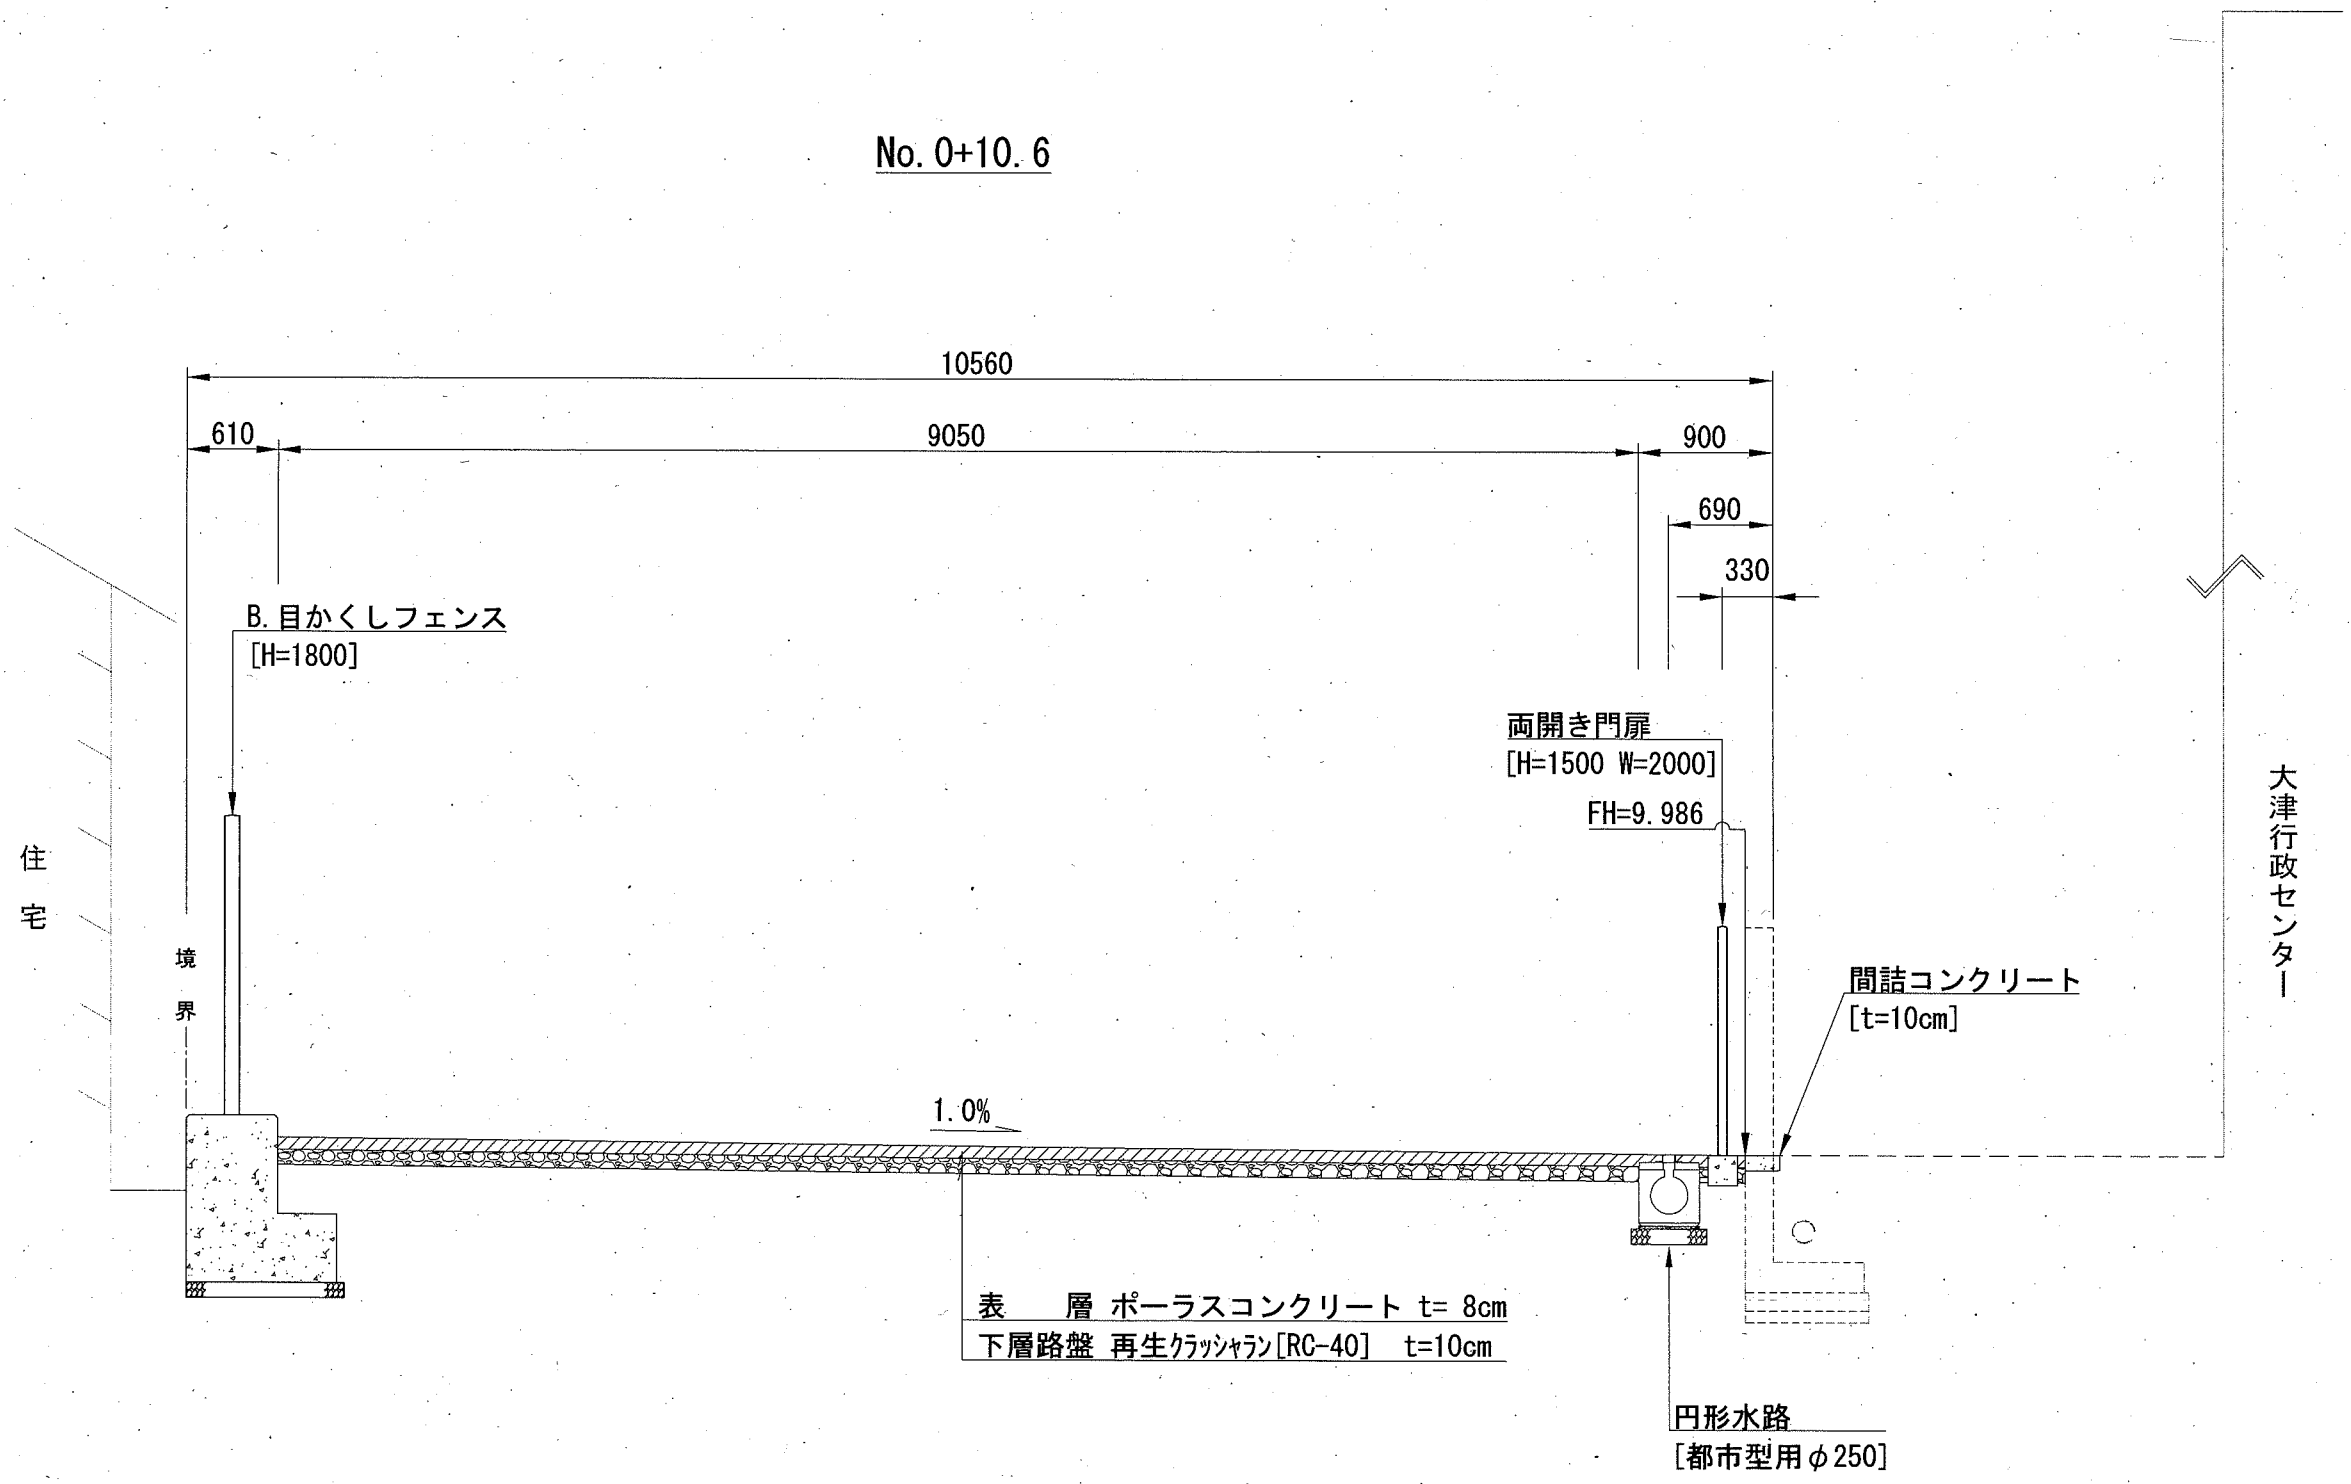 No. 0+10. 6
10560
610
9050
900
690
330
B. 目かくしフェンス
[H=1800]
両開き門扉
[H=1500 W=2000]
FH=9. 986
住宅
境界
大津行政センター
間詰コンクリート
[t=10cm]
1. 0%
表　　層 ポーラスコンクリート t= 8cm
下層路盤 再生ｸﾗｯｼｬﾗﾝ[RC-40]　t=10cm
円形水路
[都市型用φ250]